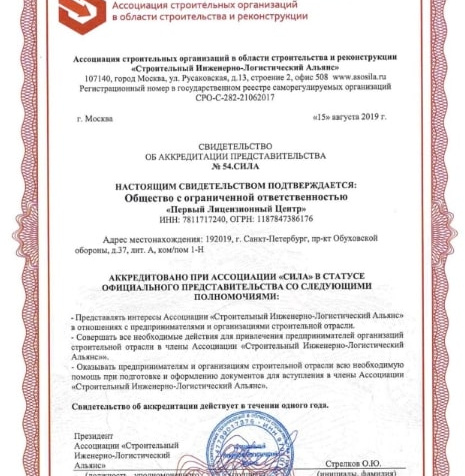 Ассоциация строительных организаций
в области строительства и реконструкции
Ассоциация строительных организаций в области строительства и реконструкции
«Строительный Инженерно-Логистический Альянс»
107140, город Москва, ул. Русаковская, д.13, строение 2, офис 508 www.asosila.ru
Регистрационный номер в государственном реестре саморегулируемых организаций
СРО-С-282-21062017
г. Москва «15» августа 2019 г.
СВИДЕТЕЛЬСТВО
ОБ АККРЕДИТАЦИИ ПРЕДСТАВИТЕЛЬСТВА
№ 54.СИЛА
НАСТОЯЩИМ СВИДЕТЕЛЬСТВОМ ПОДТВЕРЖДАЕТСЯ:
Общество с ограниченной ответственностью
«Первый Лицензионный Центр»
ИНН: 7811717240, ОГРН: 1187847386176
Адрес местонахождения: 192019, г. Санкт-Петербург, пр-кт Обуховской
обороны, д.37, лит. А, ком/пом 1-Н
АККРЕДИТОВАНО ПРИ АССОЦИАЦИИ «СИЛА» В СТАТУСЕ
ОФИЦИАЛЬНОГО ПРЕДСТАВИТЕЛЬСТВА СО СЛЕДУЮЩИМИ
ПОЛНОМОЧИЯМИ:
- Представлять интересы Ассоциации «Строительный Инженерно-Логистический Альянс»
в отношениях с предпринимателями и организациями строительной отрасли.
- Совершать все необходимые действия для привлечения предпринимателей организаций
строительной отрасли в члены Ассоциации «Строительный Инженерно-Логистический
Альянс»».
- Оказывать предпринимателям и организациям строительной отрасли всю необходимую
помощь при подготовке и оформлению документов для вступления в члены Ассоциации
«Строительный Инженерно-Логистический Альянс».
Свидетельство об аккредитации действует в течении одного года.
Президент
Ассоциации «Строительный
Инженерно-Логистический
Альянс» Стрелков О.Ю.
(должность уполномоченного (инициалы, фамилия)